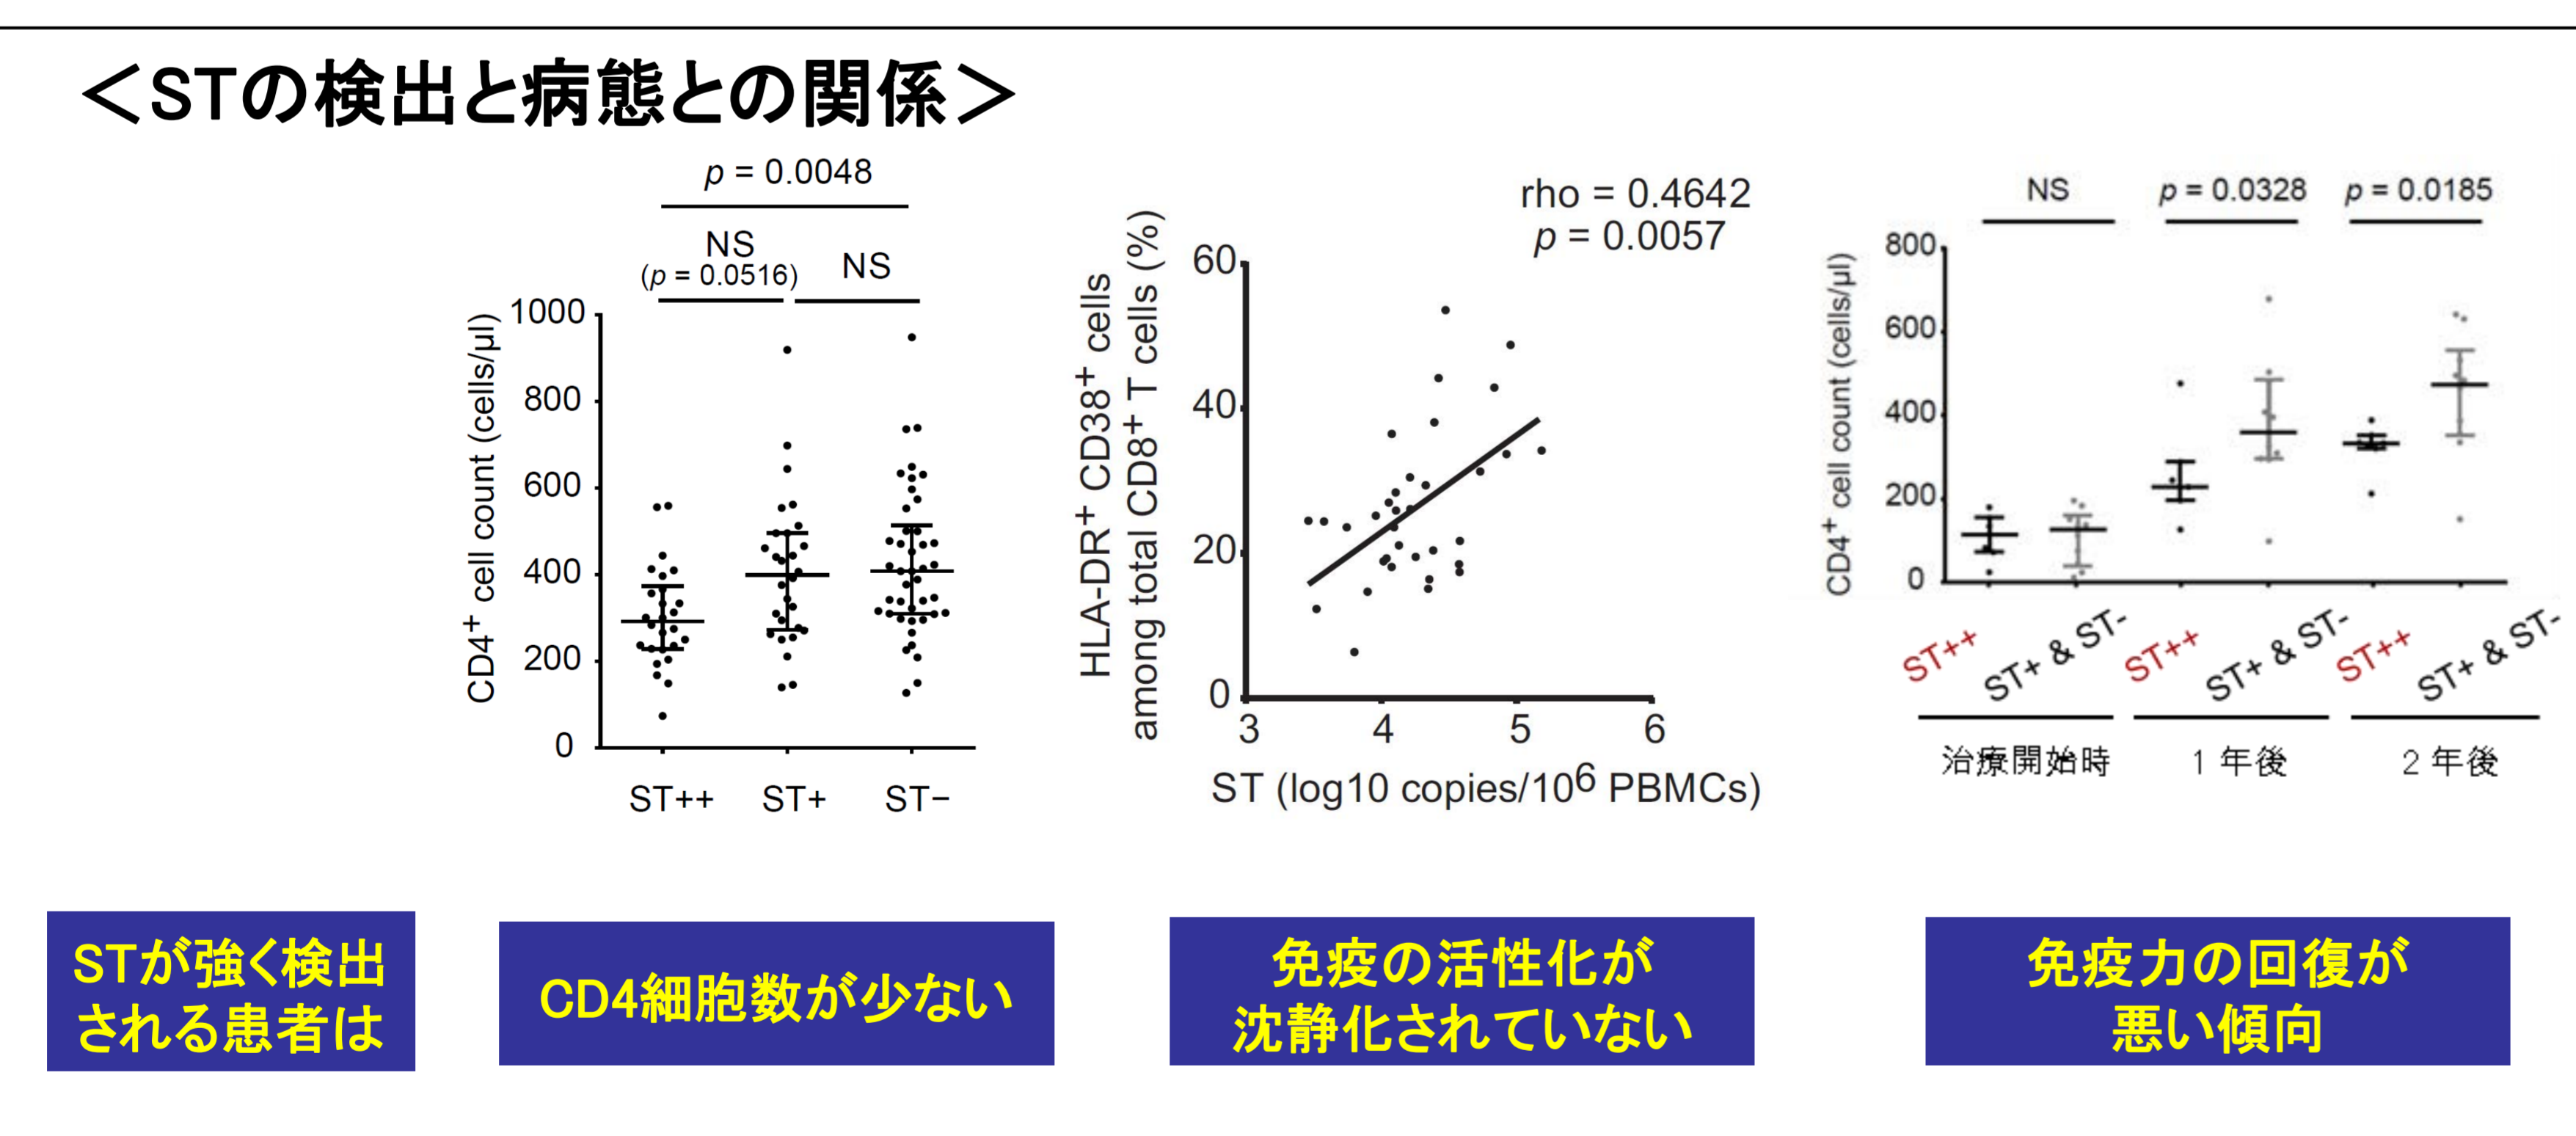 ＜STの検出と病態との関係＞
p = 0.0048
NS
(p = 0.0516)
NS
CD4+ cell count (cells/μl)
1000
800
600
400
200
0
ST++
ST+
ST−
rho = 0.4642
p = 0.0057
HLA-DR+ CD38+ cells
among total CD8+ T cells (%)
60
40
20
0
3
4
5
6
ST (log10 copies/10⁶ PBMCs)
NS
p = 0.0328
p = 0.0185
CD4+ cell count (cells/μl)
800
600
400
200
0
ST++
ST+ & ST-
ST++
ST+ & ST-
ST++
ST+ & ST-
治療開始時
1 年後
2 年後
STが強く検出
される患者は
CD4細胞数が少ない
免疫の活性化が
沈静化されていない
免疫力の回復が
悪い傾向